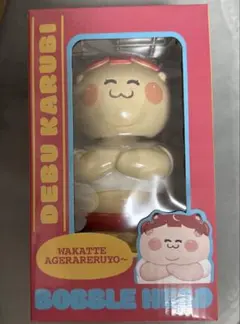 DEBU KARUBI
WAKATTE
AGERARERUYO~
BOBBLE HEAD